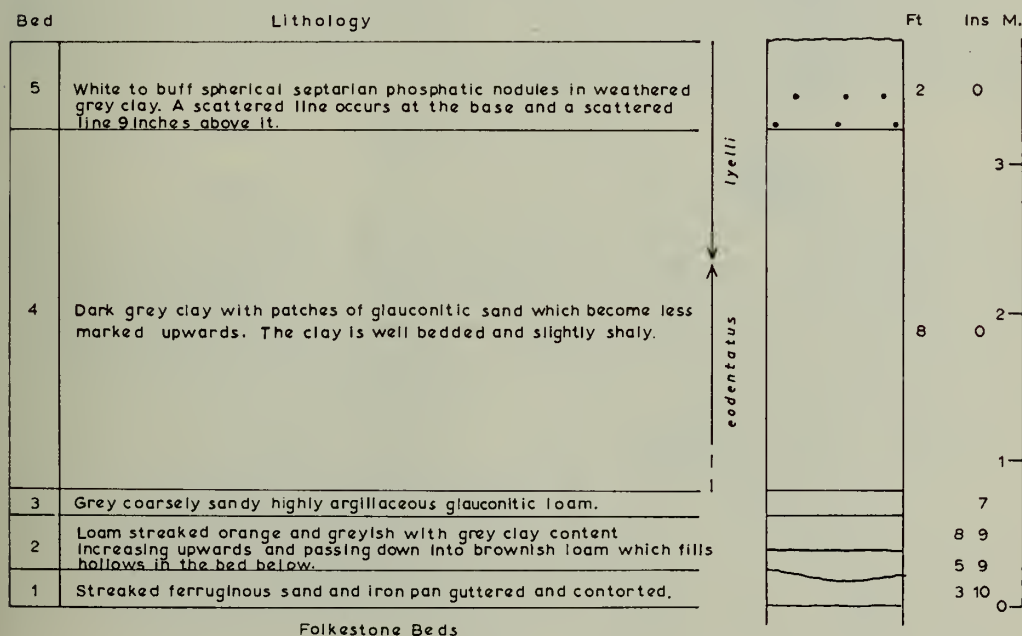 Bed Lithology Ft Ins M.
5 White to buff spherical septarian phosphatic nodules in weathered
grey clay. A scattered line occurs at the base and a scattered
line 9 inches above it.
2 0
lyelli
3
4 Dark grey clay with patches of glauconitic sand which become less
marked upwards. The clay is well bedded and slightly shaly.
8 0
eodentatus
2
1
3 Grey coarsely sandy highly argillaceous glauconitic loam.
7
2 Loam streaked orange and greyish with grey clay content
increasing upwards and passing down into brownish loam which fills
hollows in the bed below.
8 9
5 9
1 Streaked ferruginous sand and iron pan guttered and contorted.
3 10
0
Folkestone Beds